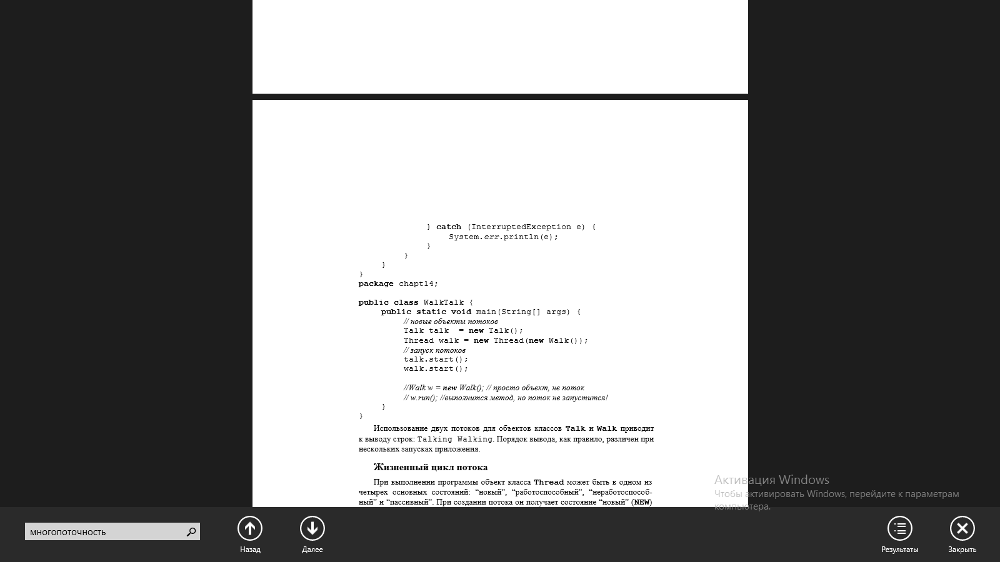 } catch (InterruptedException e) {
System.err.println(e);
}
}
}
}
package chapt14;
public class WalkTalk {
public static void main(String[] args) {
// новые объекты потоков
Talk talk = new Talk();
Thread walk = new Thread(new Walk());
// запуск потоков
talk.start();
walk.start();
//Walk w = new Walk(); // просто объект, не поток
// w.run(); //выполнится метод, но поток не запустится!
}
}
Использование двух потоков для объектов классов Talk и Walk приводит
к выводу строк: Talking Walking. Порядок вывода, как правило, различен при
нескольких запусках приложения.
Жизненный цикл потока
При выполнении программы объект класса Thread может быть в одном из
четырех основных состояний: “новый”, “работоспособный”, “неработоспособ-
ный” и “пассивный”. При создании потока он получает состояние “новый” (NEW)
Активация Windows
Чтобы активировать Windows, перейдите к параметрам
компьютера.
многопоточность
Назад
Далее
Результаты
Закрыть